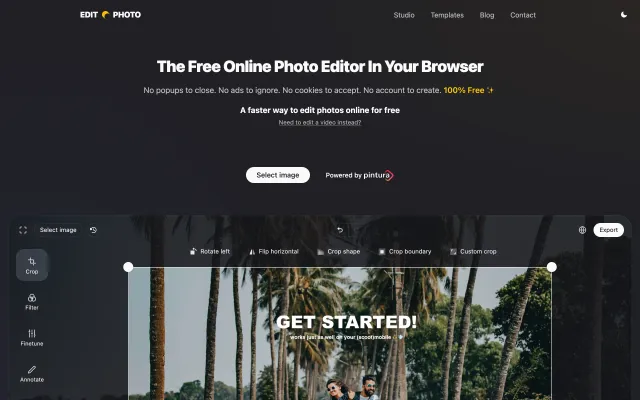 EDIT PHOTO
Studio Templates Blog Contact
The Free Online Photo Editor In Your Browser
No popups to close. No ads to ignore. No cookies to accept. No account to create. 100% Free ✨
A faster way to edit photos online for free
Need to edit a video instead?
Select image Powered by pintura
Select image Export
Rotate left Flip horizontal Crop shape Crop boundary Custom crop
Crop
Filter
Finetune
Annotate
GET STARTED!
works just as well on your (scoot)mobile